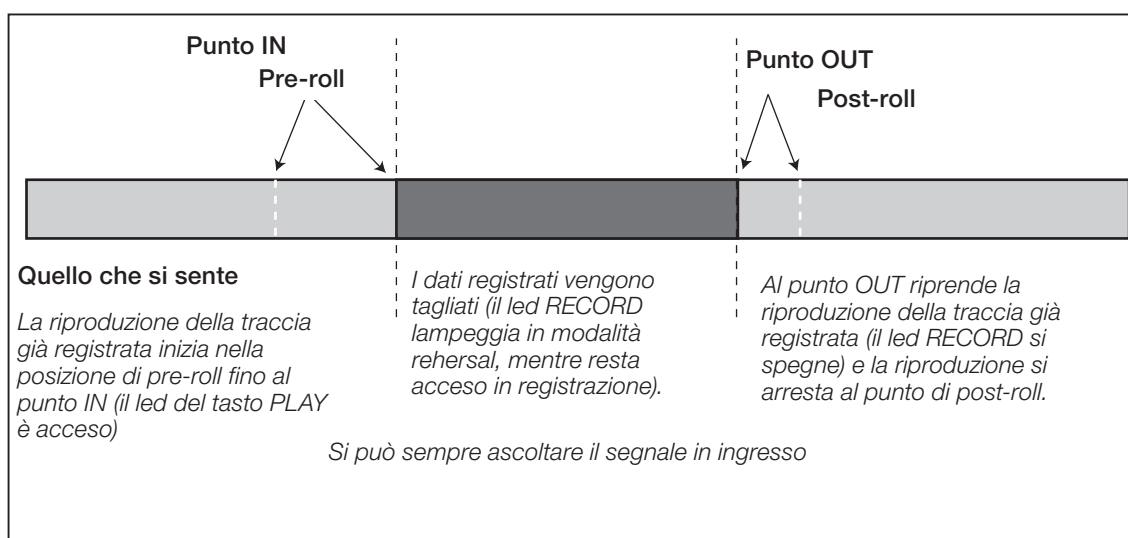 Punto IN
Pre-roll
Punto OUT
Post-roll
Quello che si sente
La riproduzione della traccia
già registrata inizia nella
posizione di pre-roll fino al
punto IN (il led del tasto PLAY
è acceso)
I dati registrati vengono
tagliati (il led RECORD
lampeggia in modalità
rehersal, mentre resta
acceso in registrazione).
Al punto OUT riprende la
riproduzione della traccia già
registrata (il led RECORD si
spegne) e la riproduzione si
arresta al punto di post-roll.
Si può sempre ascoltare il segnale in ingresso